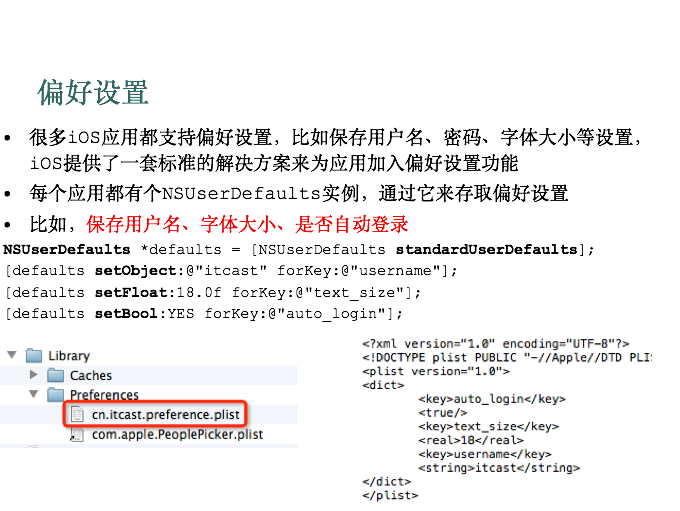 偏好设置
• 很多iOS应用都支持偏好设置，比如保存用户名、密码、字体大小等设置，
iOS提供了一套标准的解决方案来为应用加入偏好设置功能
• 每个应用都有个NSUserDefaults实例，通过它来存取偏好设置
• 比如，保存用户名、字体大小、是否自动登录
NSUserDefaults *defaults = [NSUserDefaults standardUserDefaults];
[defaults setObject:@"itcast" forKey:@"username"];
[defaults setFloat:18.0f forKey:@"text_size"];
[defaults setBool:YES forKey:@"auto_login"];
Library
Caches
Preferences
cn.itcast.preference.plist
com.apple.PeoplePicker.plist
<?xml version="1.0" encoding="UTF-8"?>
<!DOCTYPE plist PUBLIC "-//Apple//DTD PLIS
<plist version="1.0">
<dict>
<key>auto_login</key>
<true/>
<key>text_size</key>
<real>18</real>
<key>username</key>
<string>itcast</string>
</dict>
</plist>